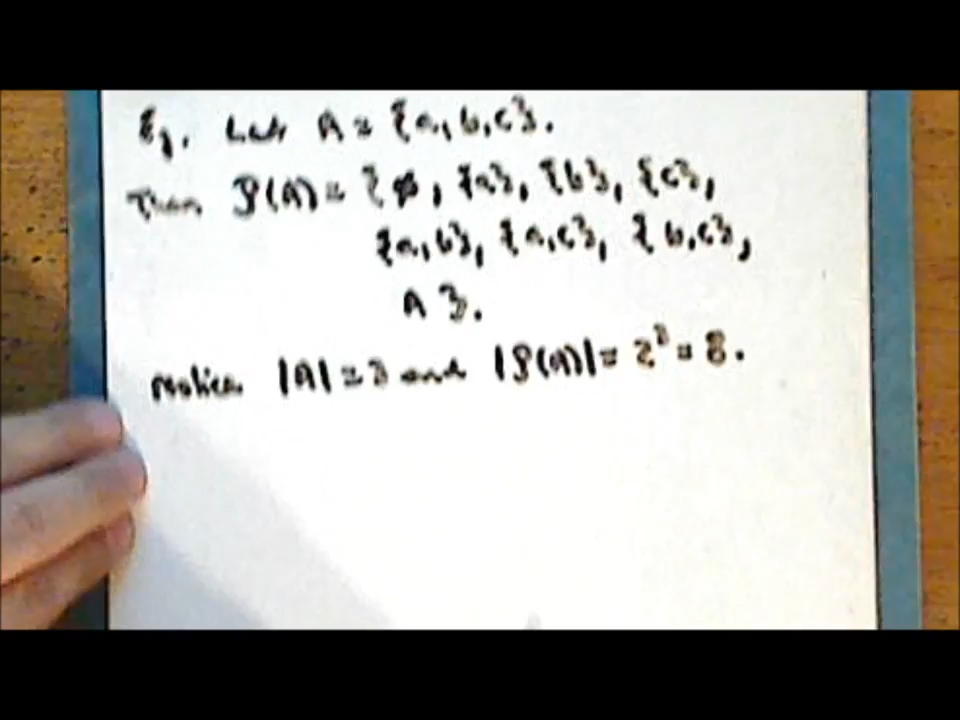 Eg. Let A = {a, b, c}.
Then P(A) = {ø, {a}, {b}, {c},
{a, b}, {a, c}, {b, c},
A}.
Notice |A| = 3 and |P(A)| = 2³ = 8.